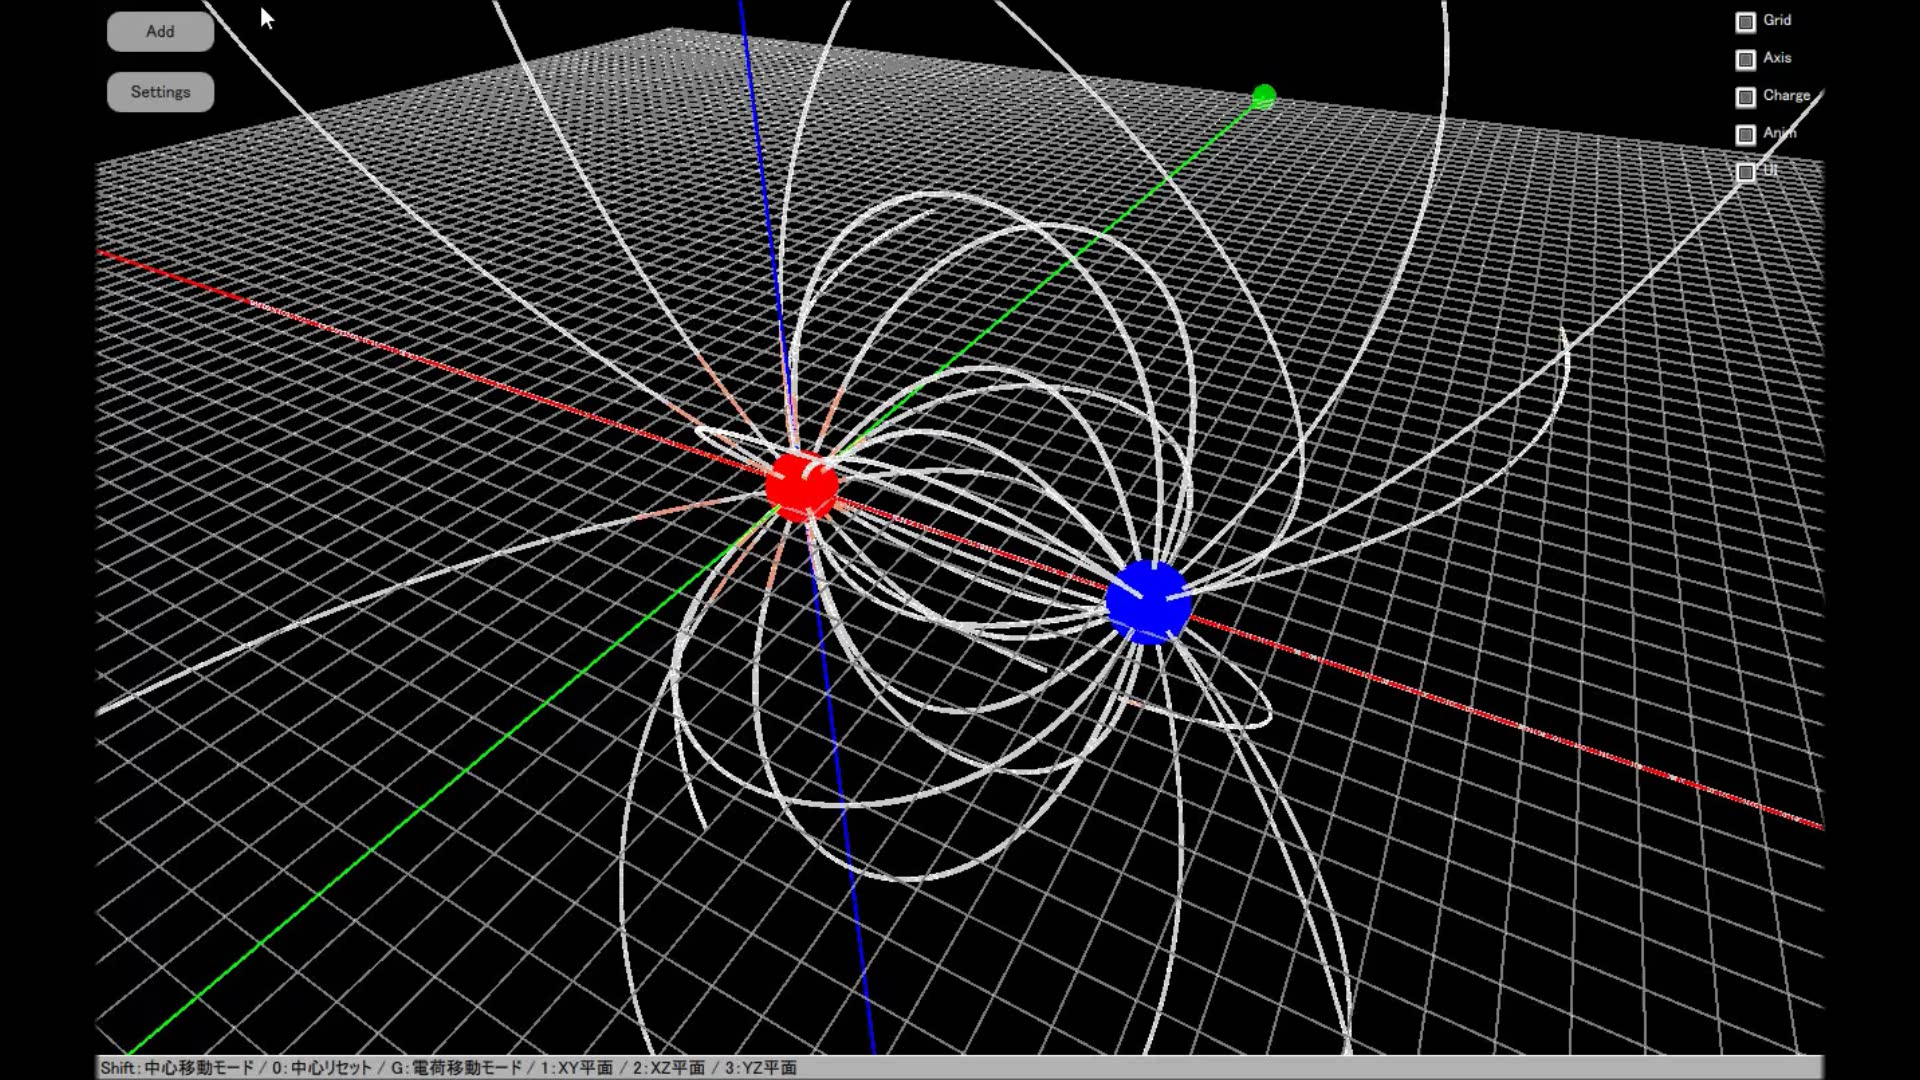 Add
Settings
Grid
Axis
Charge
Anim
UI
Shift:中心移動モード / 0:中心リセット / G:電荷移動モード / 1:XY平面 / 2:XZ平面 / 3:YZ平面